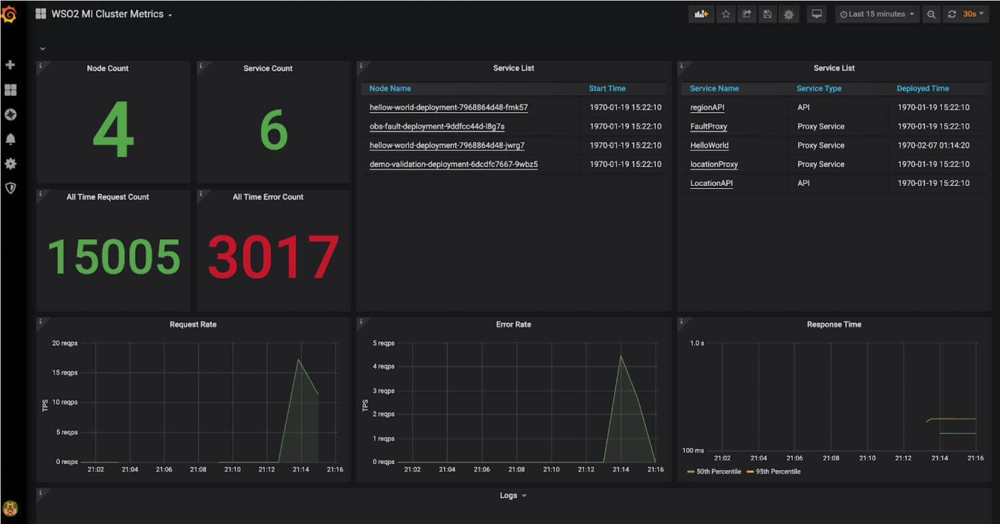 WSO2 MI Cluster Metrics
Last 15 minutes
30s
Node Count
4
Service Count
6
All Time Request Count
15005
All Time Error Count
3017
Service List
Node Name Start Time
hellow-world-deployment-7968864d48-fmk57 1970-01-19 15:22:10
obs-fault-deployment-9ddfcc44d-l8g7s 1970-01-19 15:22:10
hellow-world-deployment-7968864d48-jwrg7 1970-01-19 15:22:10
demo-validation-deployment-6dcdfc7667-9wbz5 1970-01-19 15:22:10
Service List
Service Name Service Type Deployed Time
regionAPI API 1970-01-19 15:22:10
FaultProxy Proxy Service 1970-01-19 15:22:10
HelloWorld Proxy Service 1970-02-07 01:14:20
locationProxy Proxy Service 1970-01-19 15:22:10
LocationAPI API 1970-01-19 15:22:10
Request Rate
TPS
20 reqps
15 reqps
10 reqps
5 reqps
0 reqps
21:02 21:04 21:06 21:08 21:10 21:12 21:14 21:16
Error Rate
TPS
5 reqps
4 reqps
3 reqps
2 reqps
1 reqps
0 reqps
21:02 21:04 21:06 21:08 21:10 21:12 21:14 21:16
Response Time
1.0 s
100 ms
21:02 21:04 21:06 21:08 21:10 21:12 21:14 21:16
50th Percentile 95th Percentile
Logs